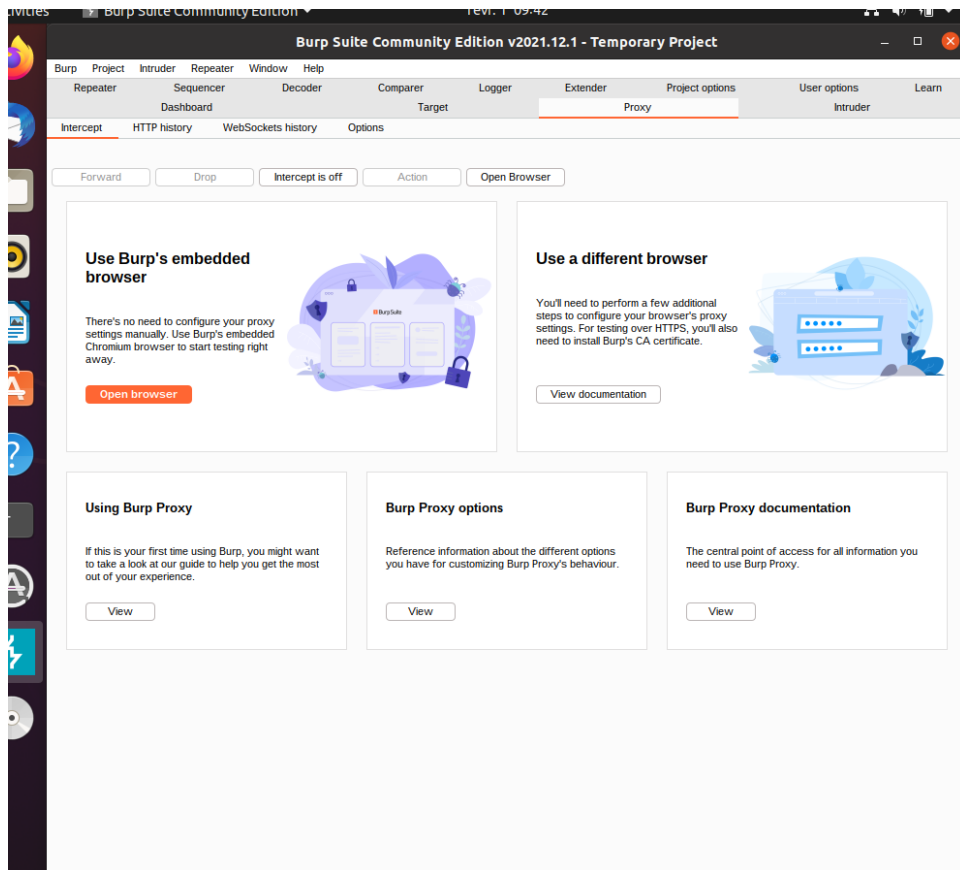 Burp Suite Community Edition
févr. 1 09:42
Burp Suite Community Edition v2021.12.1 - Temporary Project
Burp Project Intruder Repeater Window Help
Repeater Sequencer Decoder Comparer Logger Extender Project options User options Learn
Dashboard Target Proxy Intruder
Intercept HTTP history WebSockets history Options
Forward Drop Intercept is off Action Open Browser
Use Burp's embedded
browser
There's no need to configure your proxy
settings manually. Use Burp's embedded
Chromium browser to start testing right
away.
Open browser
BurpSuite
Use a different browser
You'll need to perform a few additional
steps to configure your browser's proxy
settings. For testing over HTTPS, you'll also
need to install Burp's CA certificate.
View documentation
Using Burp Proxy
If this is your first time using Burp, you might want
to take a look at our guide to help you get the most
out of your experience.
View
Burp Proxy options
Reference information about the different options
you have for customizing Burp Proxy's behaviour.
View
Burp Proxy documentation
The central point of access for all information you
need to use Burp Proxy.
View